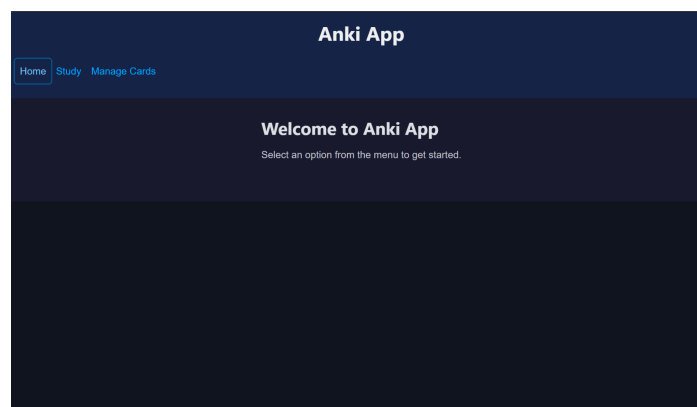 Anki App
Home Study Manage Cards
Welcome to Anki App
Select an option from the menu to get started.